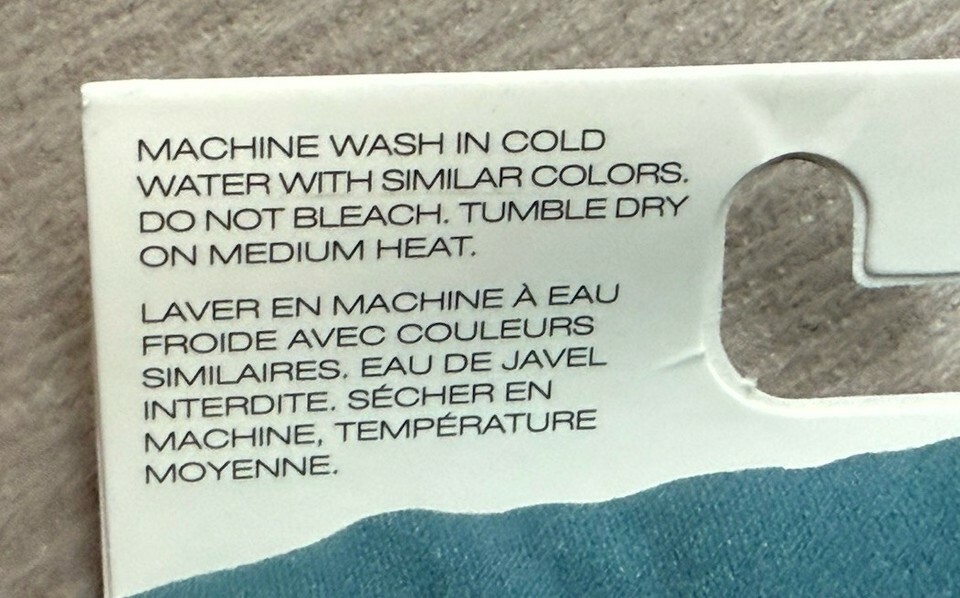 MACHINE WASH IN COLD
WATER WITH SIMILAR COLORS.
DO NOT BLEACH. TUMBLE DRY
ON MEDIUM HEAT.
LAVER EN MACHINE À EAU
FROIDE AVEC COULEURS
SIMILAIRES. EAU DE JAVEL
INTERDITE. SÉCHER EN
MACHINE, TEMPÉRATURE
MOYENNE.